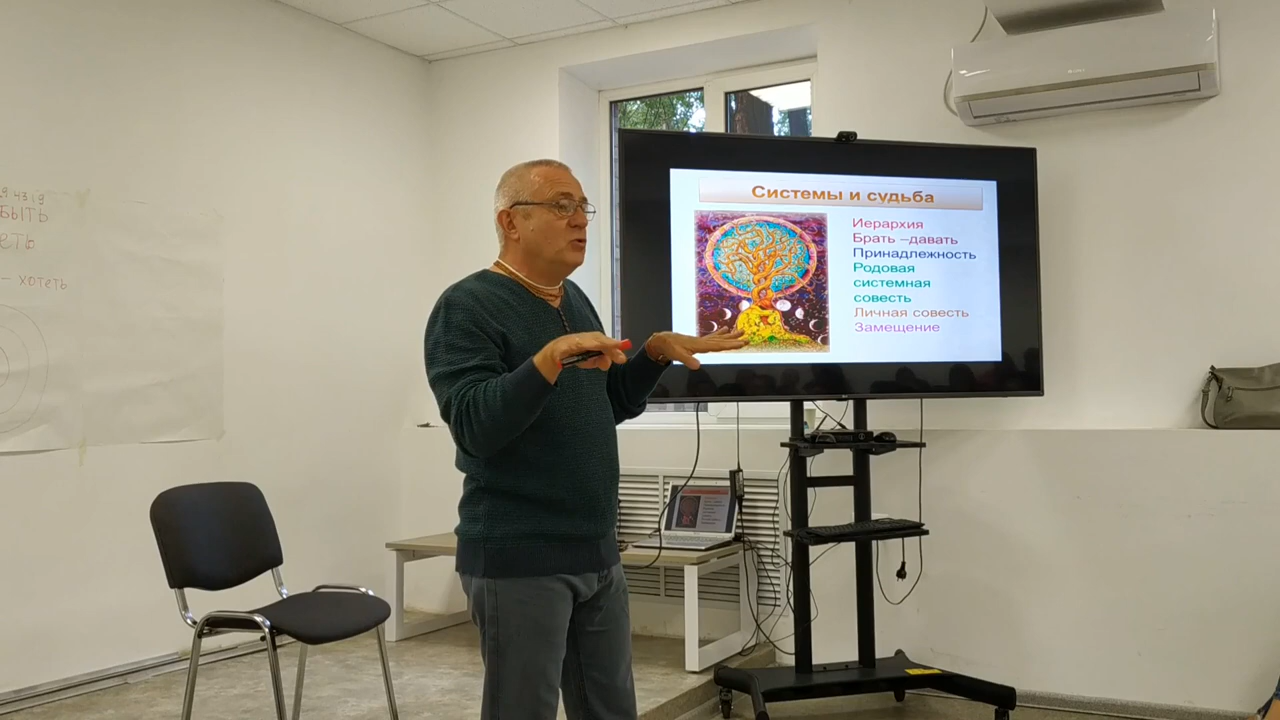 БЫТЬ
– хотеть
Системы и судьба
Иерархия
Брать –давать
Принадлежность
Родовая
системная
совесть
Личная совесть
Замещение